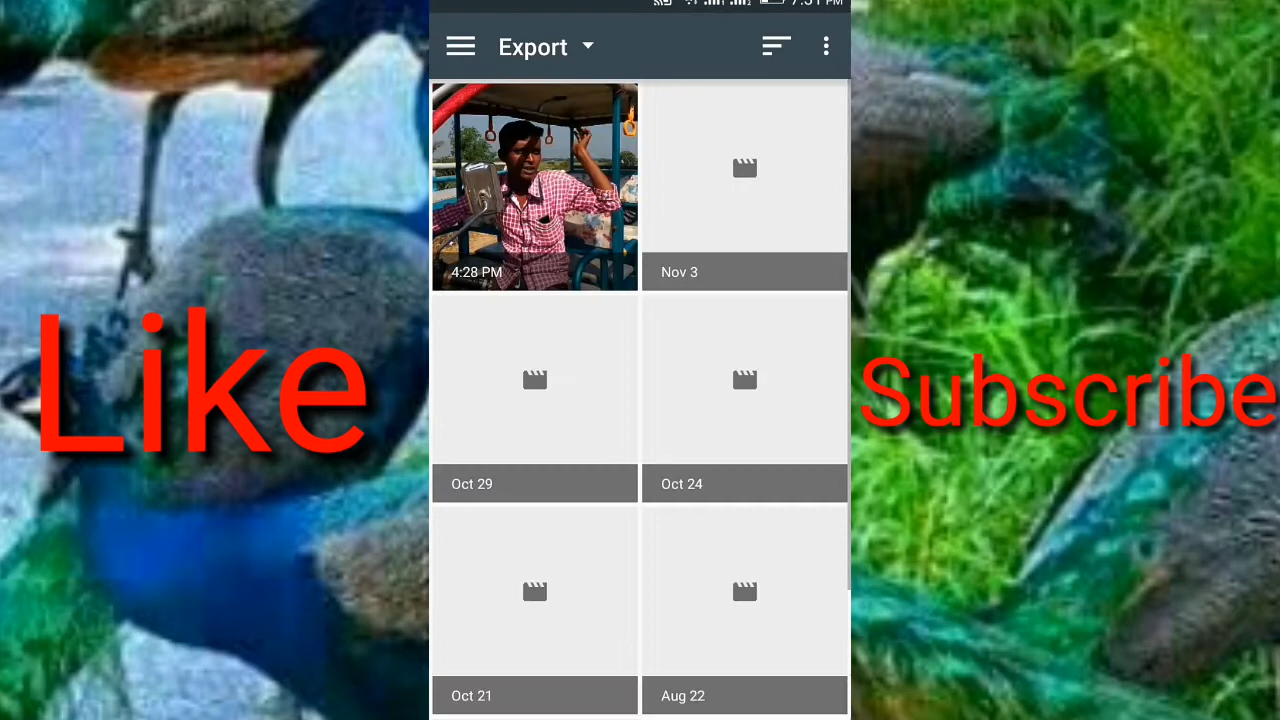 Export
4:28 PM
Nov 3
Oct 29
Oct 24
Oct 21
Aug 22
Like
Subscribe